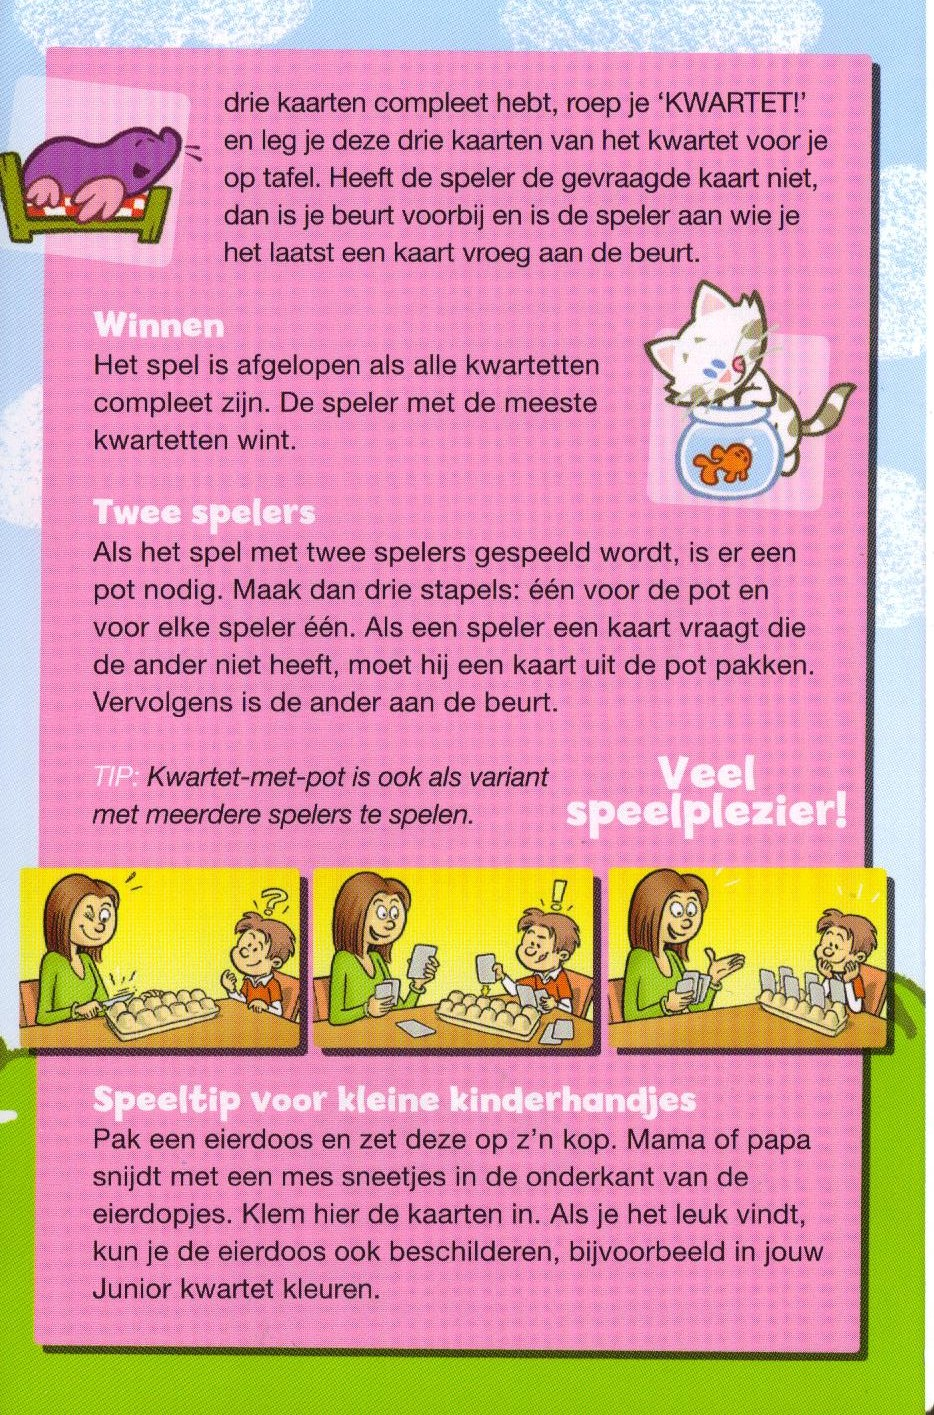 drie kaarten compleet hebt, roep je ‘KWARTET!’
en leg je deze drie kaarten van het kwartet voor je
op tafel. Heeft de speler de gevraagde kaart niet,
dan is je beurt voorbij en is de speler aan wie je
het laatst een kaart vroeg aan de beurt.
Winnen
Het spel is afgelopen als alle kwartetten
compleet zijn. De speler met de meeste
kwartetten wint.
Twee spelers
Als het spel met twee spelers gespeeld wordt, is er een
pot nodig. Maak dan drie stapels: één voor de pot en
voor elke speler één. Als een speler een kaart vraagt die
de ander niet heeft, moet hij een kaart uit de pot pakken.
Vervolgens is de ander aan de beurt.
TIP: Kwartet-met-pot is ook als variant
met meerdere spelers te spelen.
Veel
speelplezier!
?
!
Speeltip voor kleine kinderhandjes
Pak een eierdoos en zet deze op z’n kop. Mama of papa
snijdt met een mes sneetjes in de onderkant van de
eierdopjes. Klem hier de kaarten in. Als je het leuk vindt,
kun je de eierdoos ook beschilderen, bijvoorbeeld in jouw
Junior kwartet kleuren.